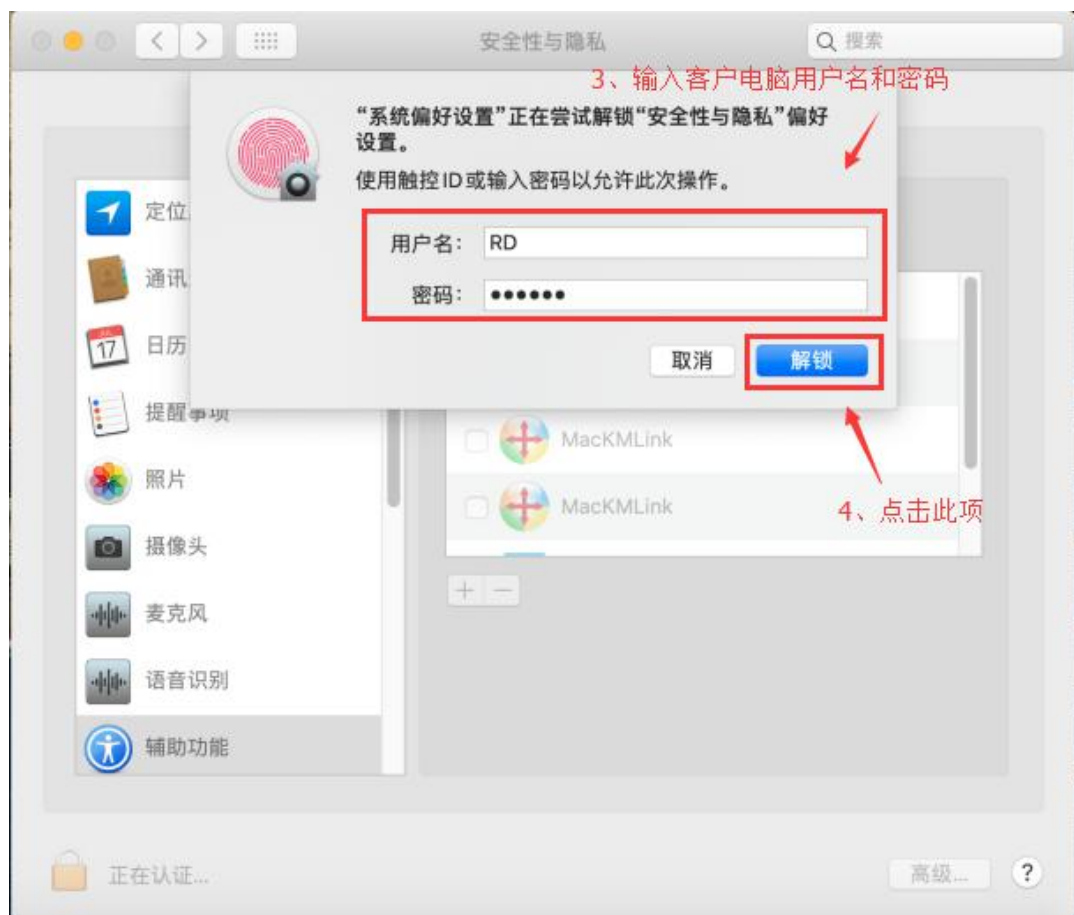 安全性与隐私
搜索
3、输入客户电脑用户名和密码
“系统偏好设置”正在尝试解锁“安全性与隐私”偏好
设置。
使用触控 ID 或输入密码以允许此次操作。
用户名：
RD
密码：
••••••
取消
解锁
定位
通讯
日历
17
提醒事项
照片
摄像头
麦克风
语音识别
辅助功能
MacKMLink
MacKMLink
4、点击此项
正在认证...
高级...
?